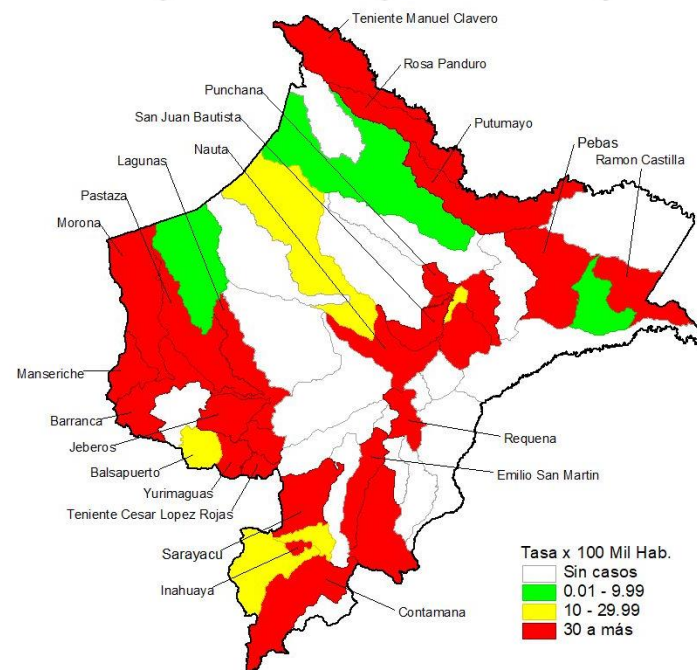 Teniente Manuel Clavero
Rosa Panduro
Punchana
San Juan Bautista
Putumayo
Nauta
Pebas
Ramon Castilla
Lagunas
Pastaza
Morona
Manseriche
Barranca
Jeberos
Balsapuerto
Yurimaguas
Teniente Cesar Lopez Rojas
Requena
Emilio San Martin
Sarayacu
Inahuaya
Contamana
Tasa x 100 Mil Hab.
Sin casos
0.01 - 9.99
10 - 29.99
30 a más